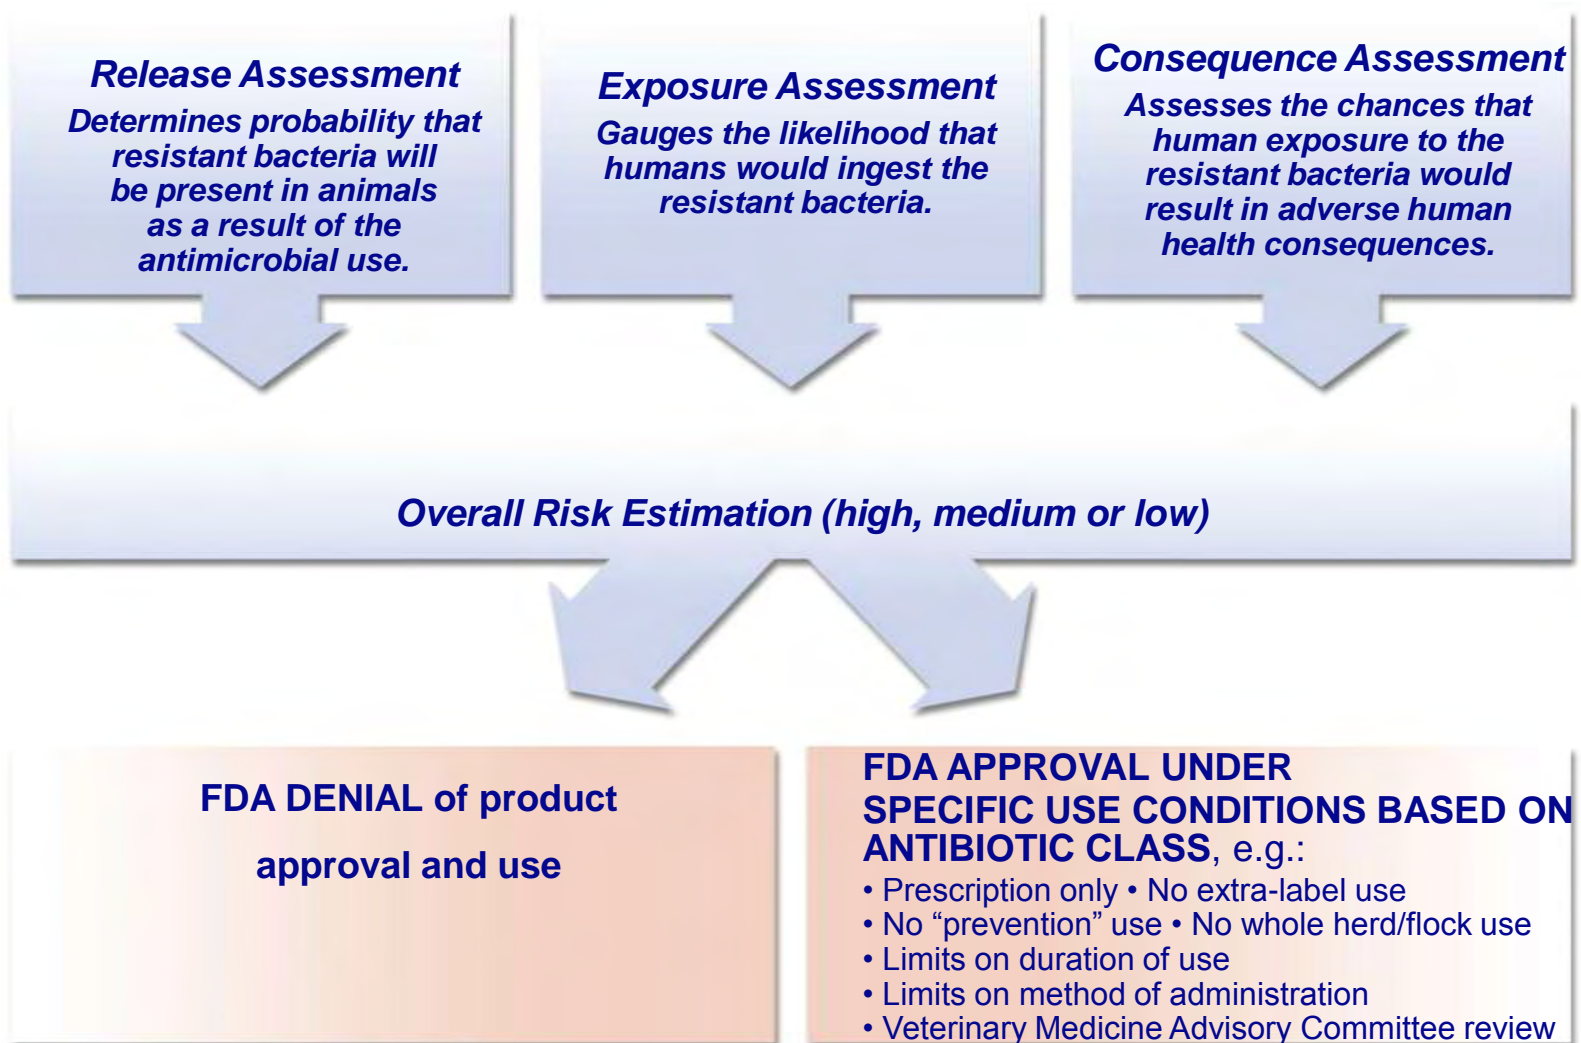 Release Assessment
Determines probability that
resistant bacteria will
be present in animals
as a result of the
antimicrobial use.
Exposure Assessment
Gauges the likelihood that
humans would ingest the
resistant bacteria.
Consequence Assessment
Assesses the chances that
human exposure to the
resistant bacteria would
result in adverse human
health consequences.
Overall Risk Estimation (high, medium or low)
FDA DENIAL of product
approval and use
FDA APPROVAL UNDER
SPECIFIC USE CONDITIONS BASED ON
ANTIBIOTIC CLASS, e.g.:
• Prescription only • No extra-label use
• No “prevention” use • No whole herd/flock use
• Limits on duration of use
• Limits on method of administration
• Veterinary Medicine Advisory Committee review